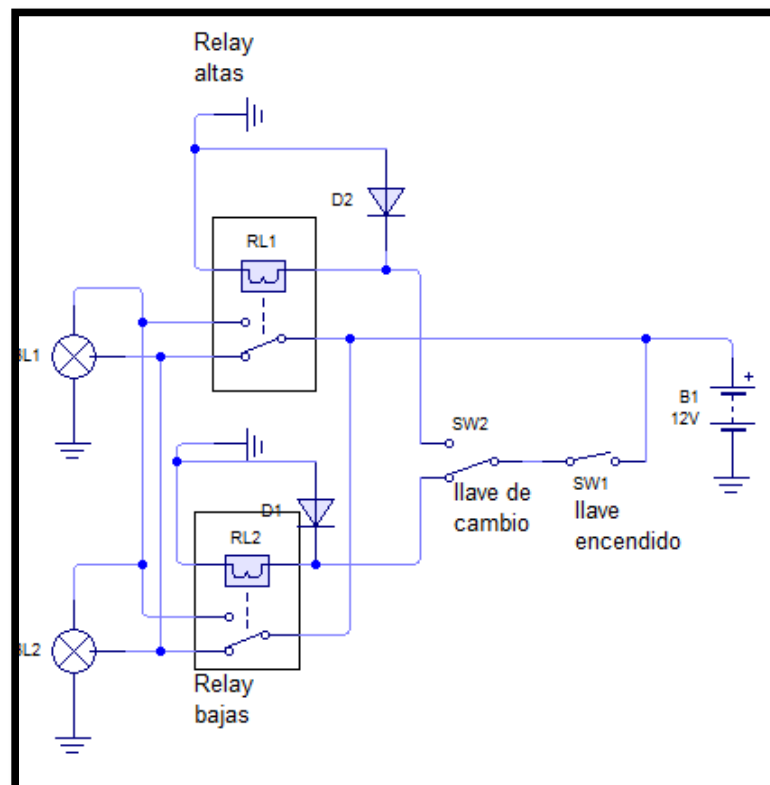 Relay
altas
D2
RL1
BL1
B1
12V
SW2
llave de
cambio
SW1
llave
encendido
D1
RL2
BL2
Relay
bajas